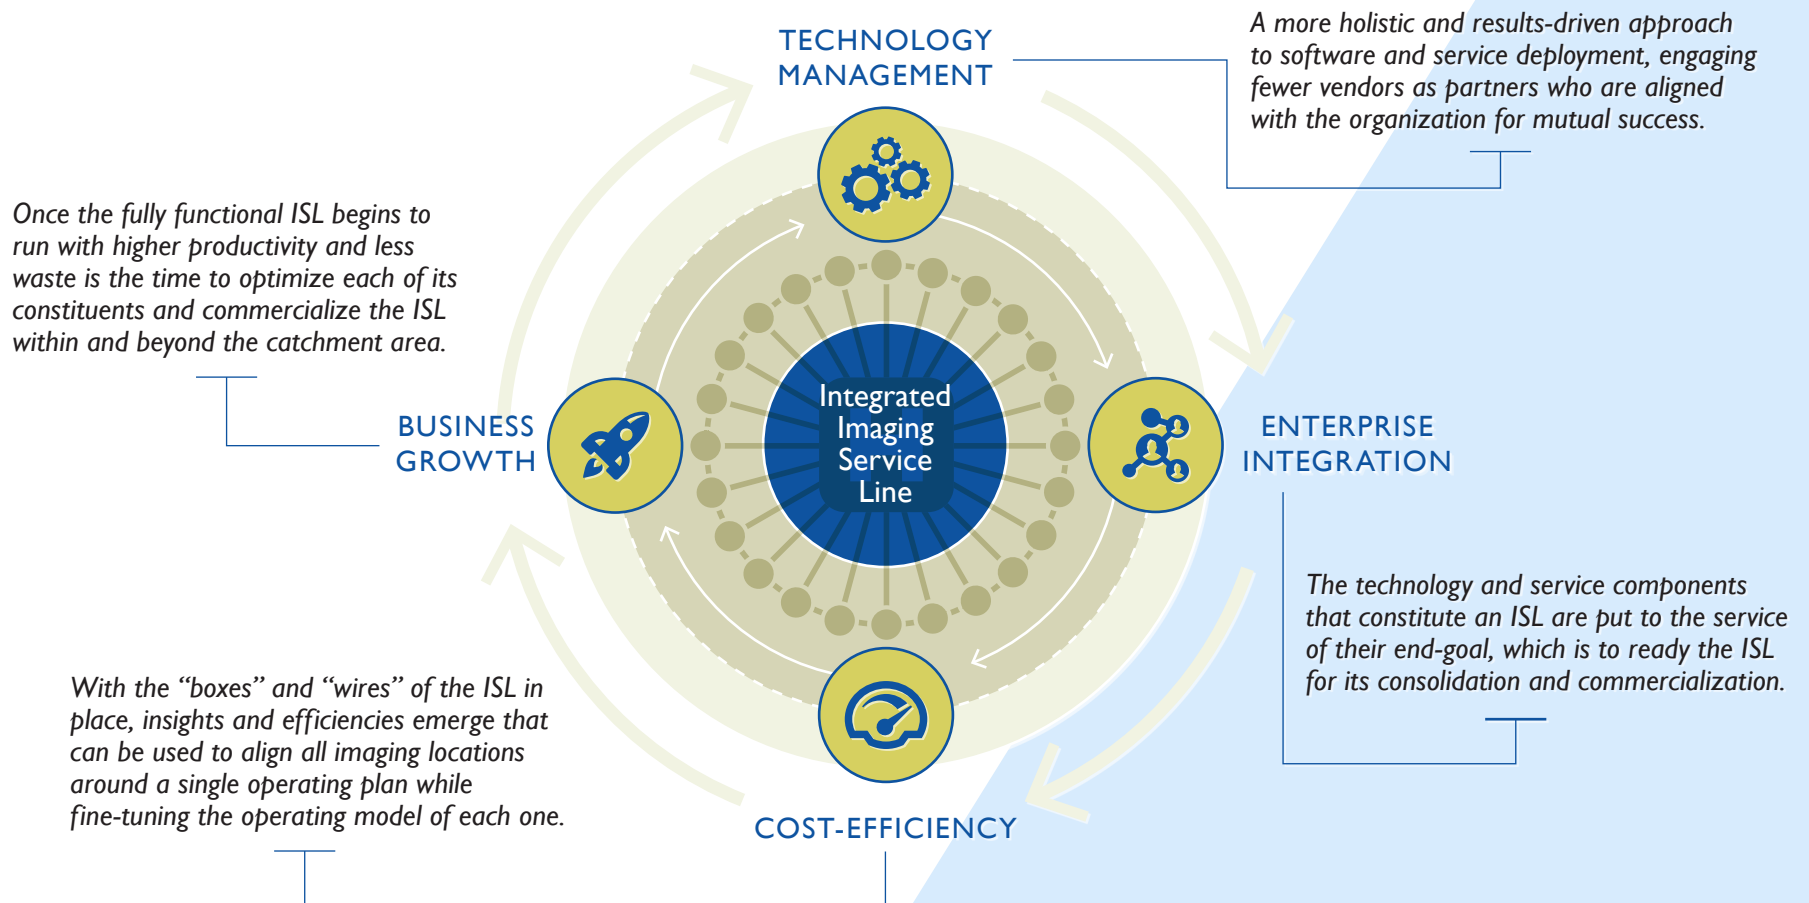 TECHNOLOGY
MANAGEMENT
A more holistic and results-driven approach
to software and service deployment, engaging
fewer vendors as partners who are aligned
with the organization for mutual success.
Once the fully functional ISL begins to
run with higher productivity and less
waste is the time to optimize each of its
constituents and commercialize the ISL
within and beyond the catchment area.
BUSINESS
GROWTH
Integrated
Imaging
Service
Line
ENTERPRISE
INTEGRATION
The technology and service components
that constitute an ISL are put to the service
of their end-goal, which is to ready the ISL
for its consolidation and commercialization.
With the “boxes” and “wires” of the ISL in
place, insights and efficiencies emerge that
can be used to align all imaging locations
around a single operating plan while
fine-tuning the operating model of each one.
COST-EFFICIENCY